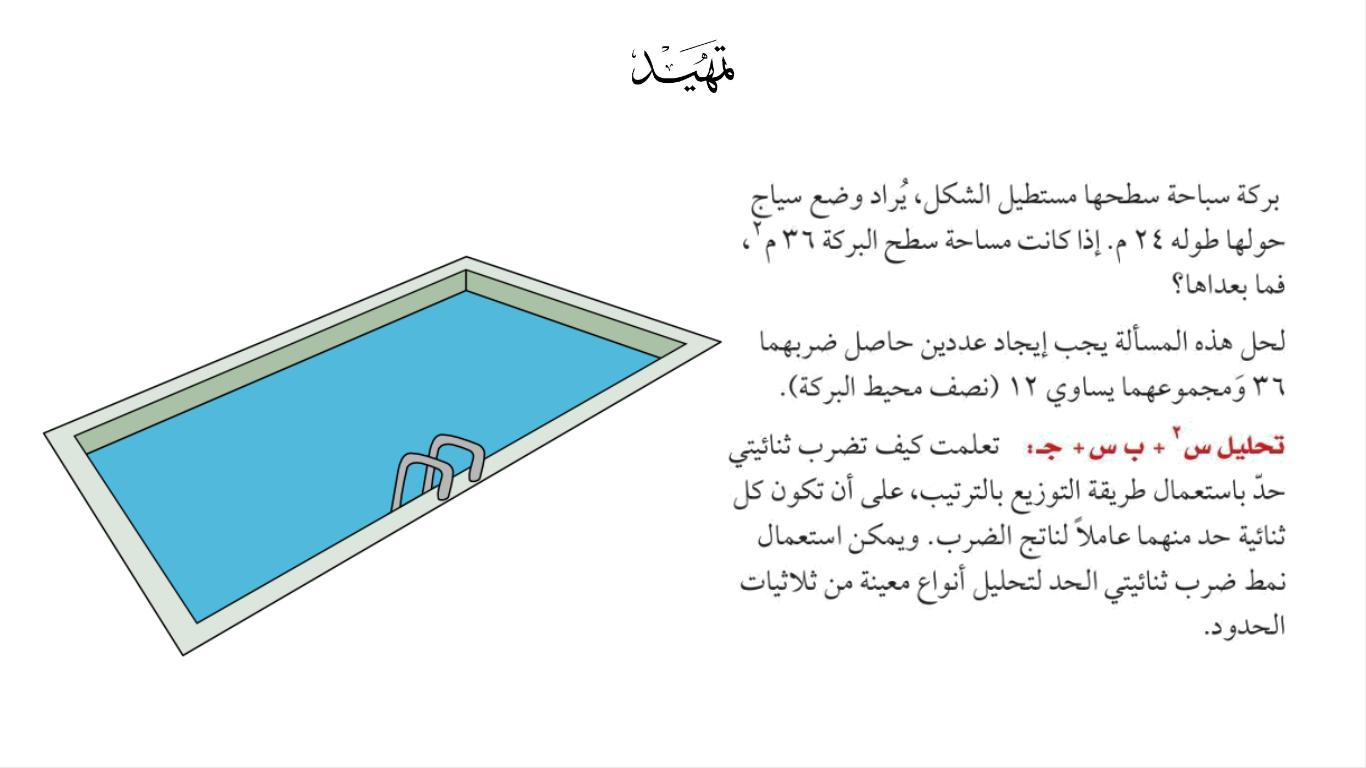 تمهيد
بركة سباحة سطحها مستطيل الشكل، يُراد وضع سياج
حولها طوله ٢٤ م. إذا كانت مساحة سطح البركة ٣٦ م٢،
فما بعداها؟
لحل هذه المسألة يجب إيجاد عددين حاصل ضربهما
٣٦ وَمجموعهما يساوي ١٢ (نصف محيط البركة).
تحليل س٢ + ب س + جـ: تعلمت كيف تضرب ثنائيتي
حدّ باستعمال طريقة التوزيع بالترتيب، على أن تكون كل
ثنائية حد منهما عاملاً لناتج الضرب. ويمكن استعمال
نمط ضرب ثنائيتي الحد لتحليل أنواع معينة من ثلاثيات
الحدود.